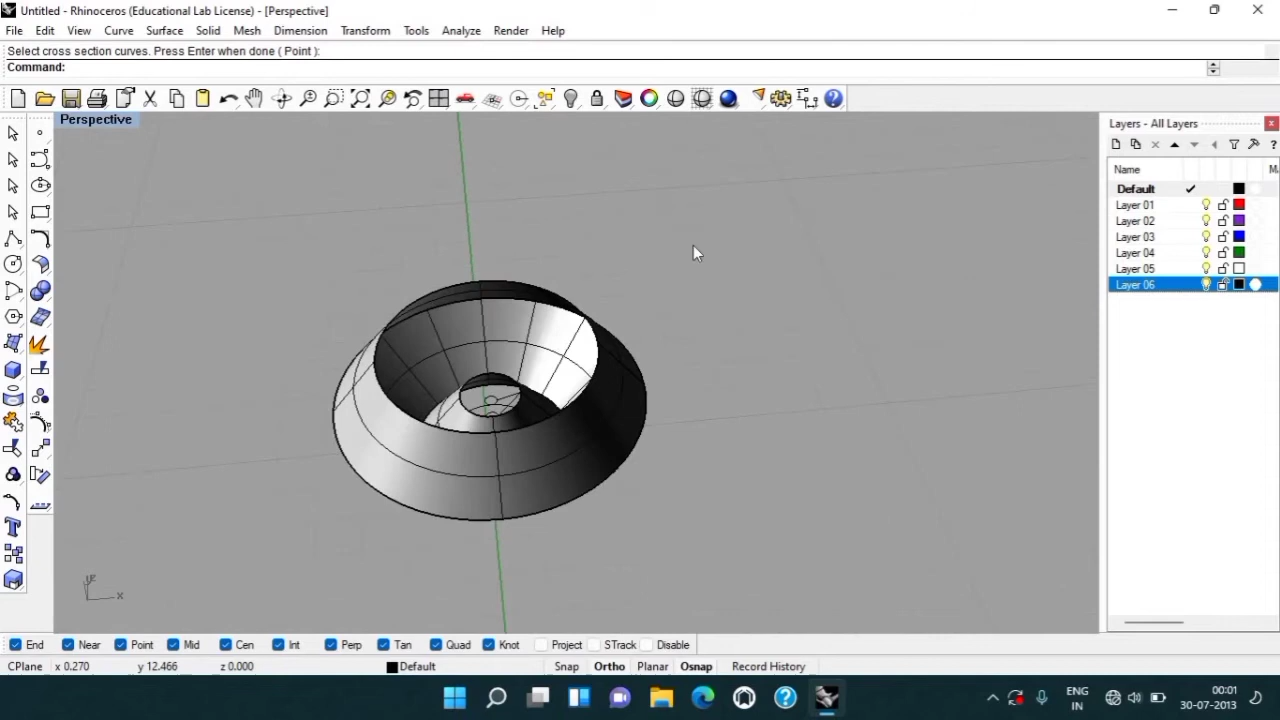 Untitled - Rhinoceros (Educational Lab License) - [Perspective]
File Edit View Curve Surface Solid Mesh Dimension Transform Tools Analyze Render Help
Select cross section curves. Press Enter when done ( Point ):
Command:
Perspective
Layers - All Layers
Name
Default
Layer 01
Layer 02
Layer 03
Layer 04
Layer 05
Layer 06
x
End Near Point Mid Cen Int Perp Tan Quad Knot Project STrack Disable
CPlane x 0.270 y 12.466 z 0.000 Default Snap Ortho Planar Osnap Record History
ENG
IN
00:01
30-07-2013